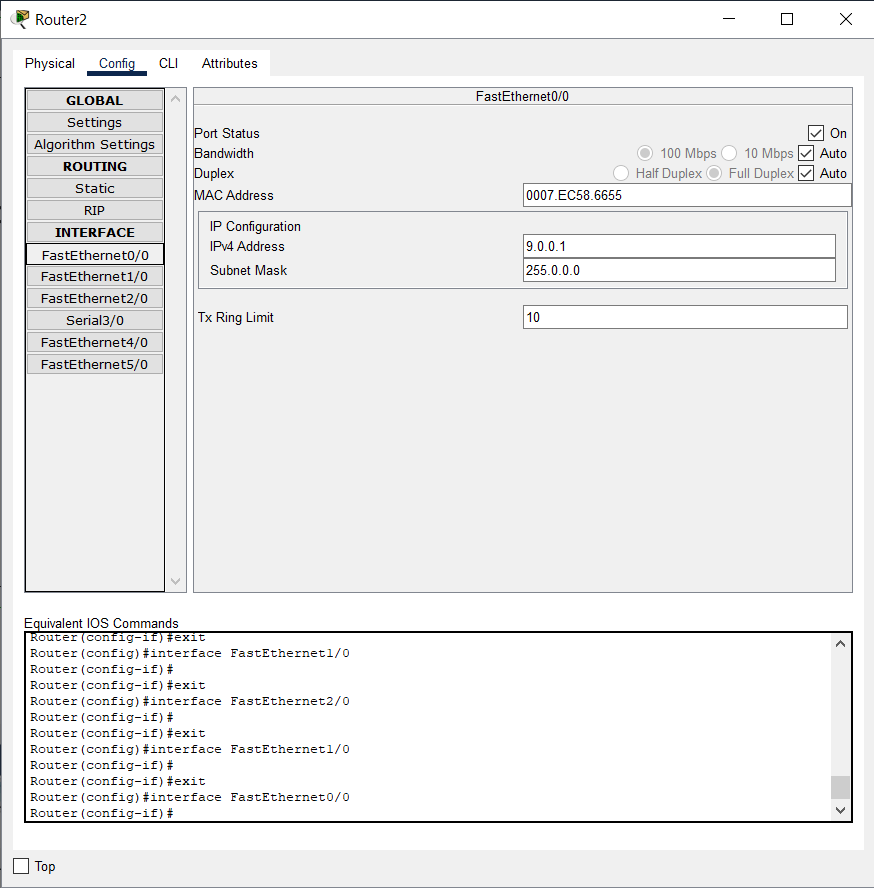 Router2
Physical Config CLI Attributes
GLOBAL
Settings
Algorithm Settings
ROUTING
Static
RIP
INTERFACE
FastEthernet0/0
FastEthernet1/0
FastEthernet2/0
Serial3/0
FastEthernet4/0
FastEthernet5/0
FastEthernet0/0
Port Status On
Bandwidth 100 Mbps 10 Mbps Auto
Duplex Half Duplex Full Duplex Auto
MAC Address 0007.EC58.6655
IP Configuration
IPv4 Address 9.0.0.1
Subnet Mask 255.0.0.0
Tx Ring Limit 10
Equivalent IOS Commands
Router(config-if)#exit
Router(config)#interface FastEthernet1/0
Router(config-if)#
Router(config-if)#exit
Router(config)#interface FastEthernet2/0
Router(config-if)#
Router(config-if)#exit
Router(config)#interface FastEthernet1/0
Router(config-if)#
Router(config-if)#exit
Router(config)#interface FastEthernet0/0
Router(config-if)#
Top